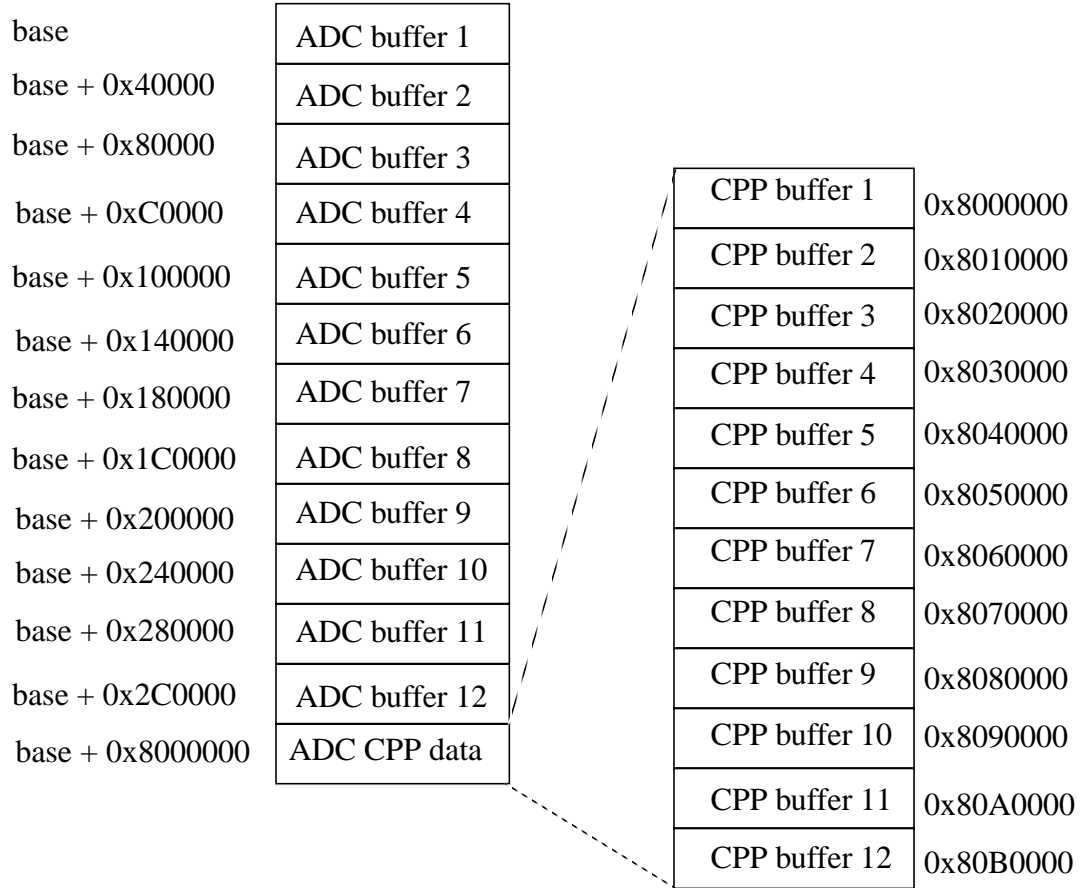 base
ADC buffer 1
base + 0x40000
ADC buffer 2
base + 0x80000
ADC buffer 3
base + 0xC0000
ADC buffer 4
base + 0x100000
ADC buffer 5
base + 0x140000
ADC buffer 6
base + 0x180000
ADC buffer 7
base + 0x1C0000
ADC buffer 8
base + 0x200000
ADC buffer 9
base + 0x240000
ADC buffer 10
base + 0x280000
ADC buffer 11
base + 0x2C0000
ADC buffer 12
base + 0x8000000
ADC CPP data
CPP buffer 1
0x8000000
CPP buffer 2
0x8010000
CPP buffer 3
0x8020000
CPP buffer 4
0x8030000
CPP buffer 5
0x8040000
CPP buffer 6
0x8050000
CPP buffer 7
0x8060000
CPP buffer 8
0x8070000
CPP buffer 9
0x8080000
CPP buffer 10
0x8090000
CPP buffer 11
0x80A0000
CPP buffer 12
0x80B0000